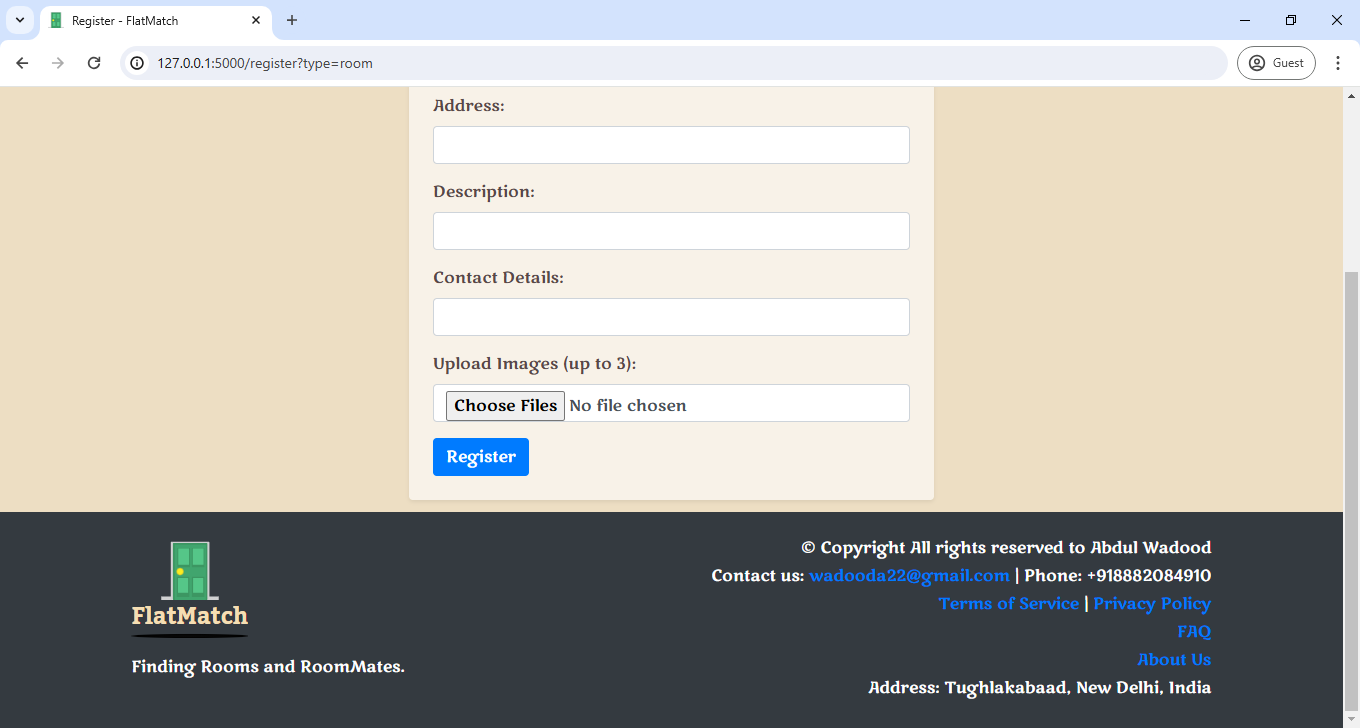 Register - FlatMatch
127.0.0.1:5000/register?type=room
Guest
Address:
Description:
Contact Details:
Upload Images (up to 3):
Choose Files No file chosen
Register
FlatMatch
Finding Rooms and RoomMates.
© Copyright All rights reserved to Abdul Wadood
Contact us: wadooda22@gmail.com | Phone: +918882084910
Terms of Service | Privacy Policy
FAQ
About Us
Address: Tughlakabaad, New Delhi, India